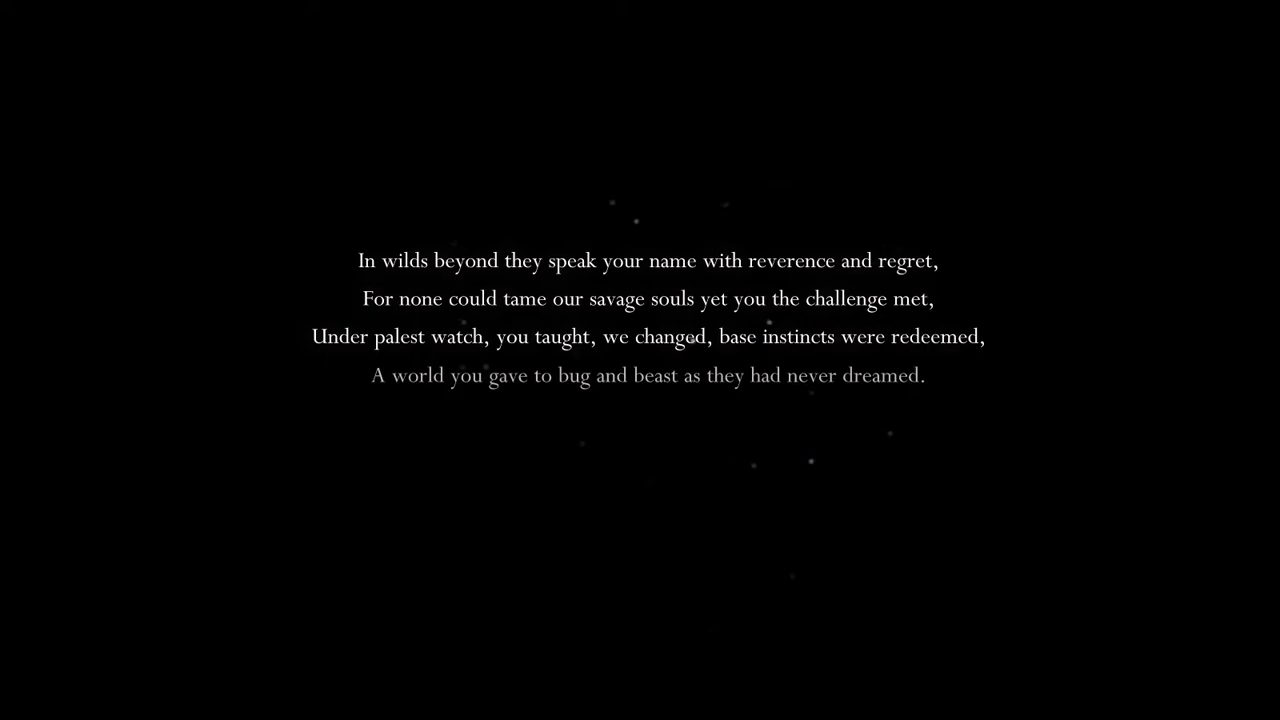 In wilds beyond they speak your name with reverence and regret,
For none could tame our savage souls yet you the challenge met,
Under palest watch, you taught, we changed, base instincts were redeemed,
A world you gave to bug and beast as they had never dreamed.